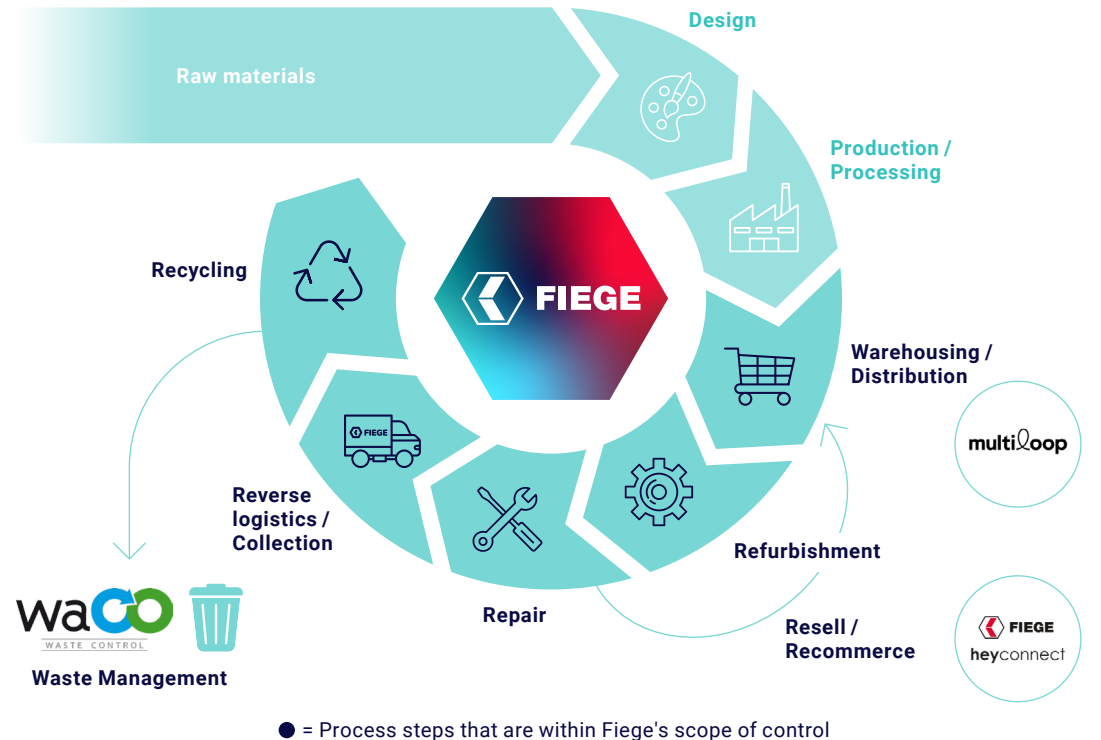 Design
Raw materials
Production /
Processing
Recycling
FIEGE
Warehousing /
Distribution
multiloop
FIEGE
Reverse
logistics /
Collection
Refurbishment
Repair
Resell /
Recommerce
FIEGE
heyconnect
waco
WASTE CONTROL
Waste Management
= Process steps that are within Fiege's scope of control